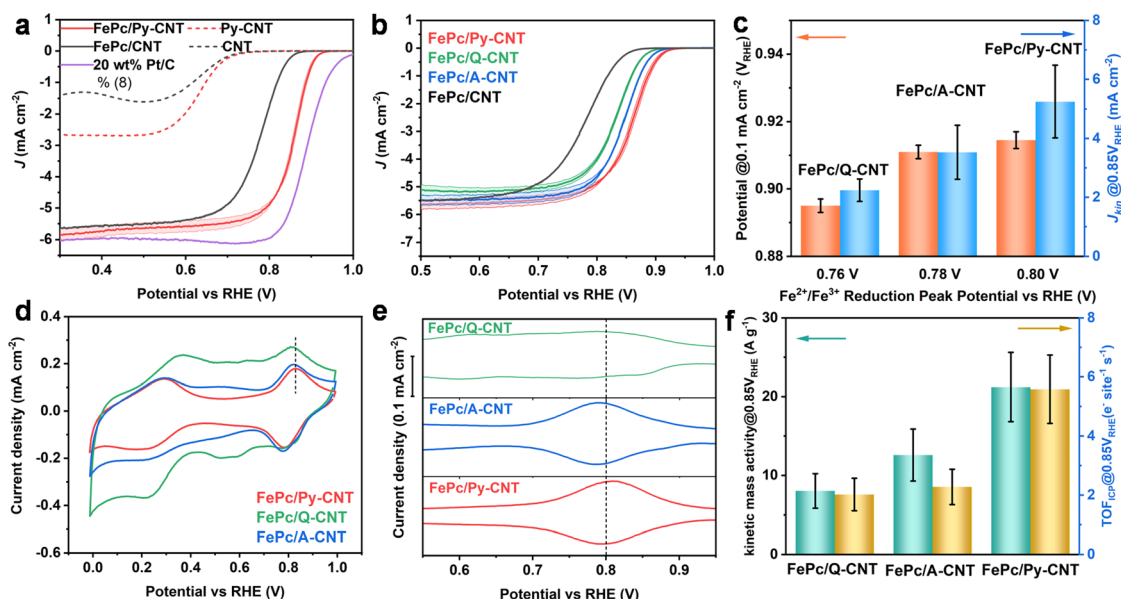 a
FePc/Py-CNT Py-CNT
FePc/CNT CNT
20 wt% Pt/C
% (8)
1
0
-1
-2
-3
-4
-5
-6
J (mA cm⁻²)
0.4 0.6 0.8 1.0
Potential vs RHE (V)
b
FePc/Py-CNT
FePc/Q-CNT
FePc/A-CNT
FePc/CNT
1
0
-1
-2
-3
-4
-5
-6
-7
J (mA cm⁻²)
0.5 0.6 0.7 0.8 0.9 1.0
Potential vs RHE (V)
c
FePc/Py-CNT
FePc/A-CNT
FePc/Q-CNT
0.94
0.92
0.90
0.88
Potential @0.1 mA cm⁻² (V_RHE)
8
6
4
2
0
J_kin @0.85V_RHE (mA cm⁻²)
0.76 V 0.78 V 0.80 V
Fe²⁺/Fe³⁺ Reduction Peak Potential vs RHE (V)
d
0.4
0.2
0.0
-0.2
-0.4
-0.6
Current density (mA cm⁻²)
FePc/Py-CNT
FePc/Q-CNT
FePc/A-CNT
0.0 0.2 0.4 0.6 0.8 1.0
Potential vs RHE (V)
e
FePc/Q-CNT
FePc/A-CNT
FePc/Py-CNT
Current density (0.1 mA cm⁻²)
0.6 0.7 0.8 0.9
Potential vs RHE (V)
f
30
20
10
0
kinetic mass activity@0.85V_RHE (A g⁻¹)
8
6
4
2
0
TOF_ICP@0.85V_RHE(e⁻ site⁻¹ s⁻¹)
FePc/Q-CNT FePc/A-CNT FePc/Py-CNT